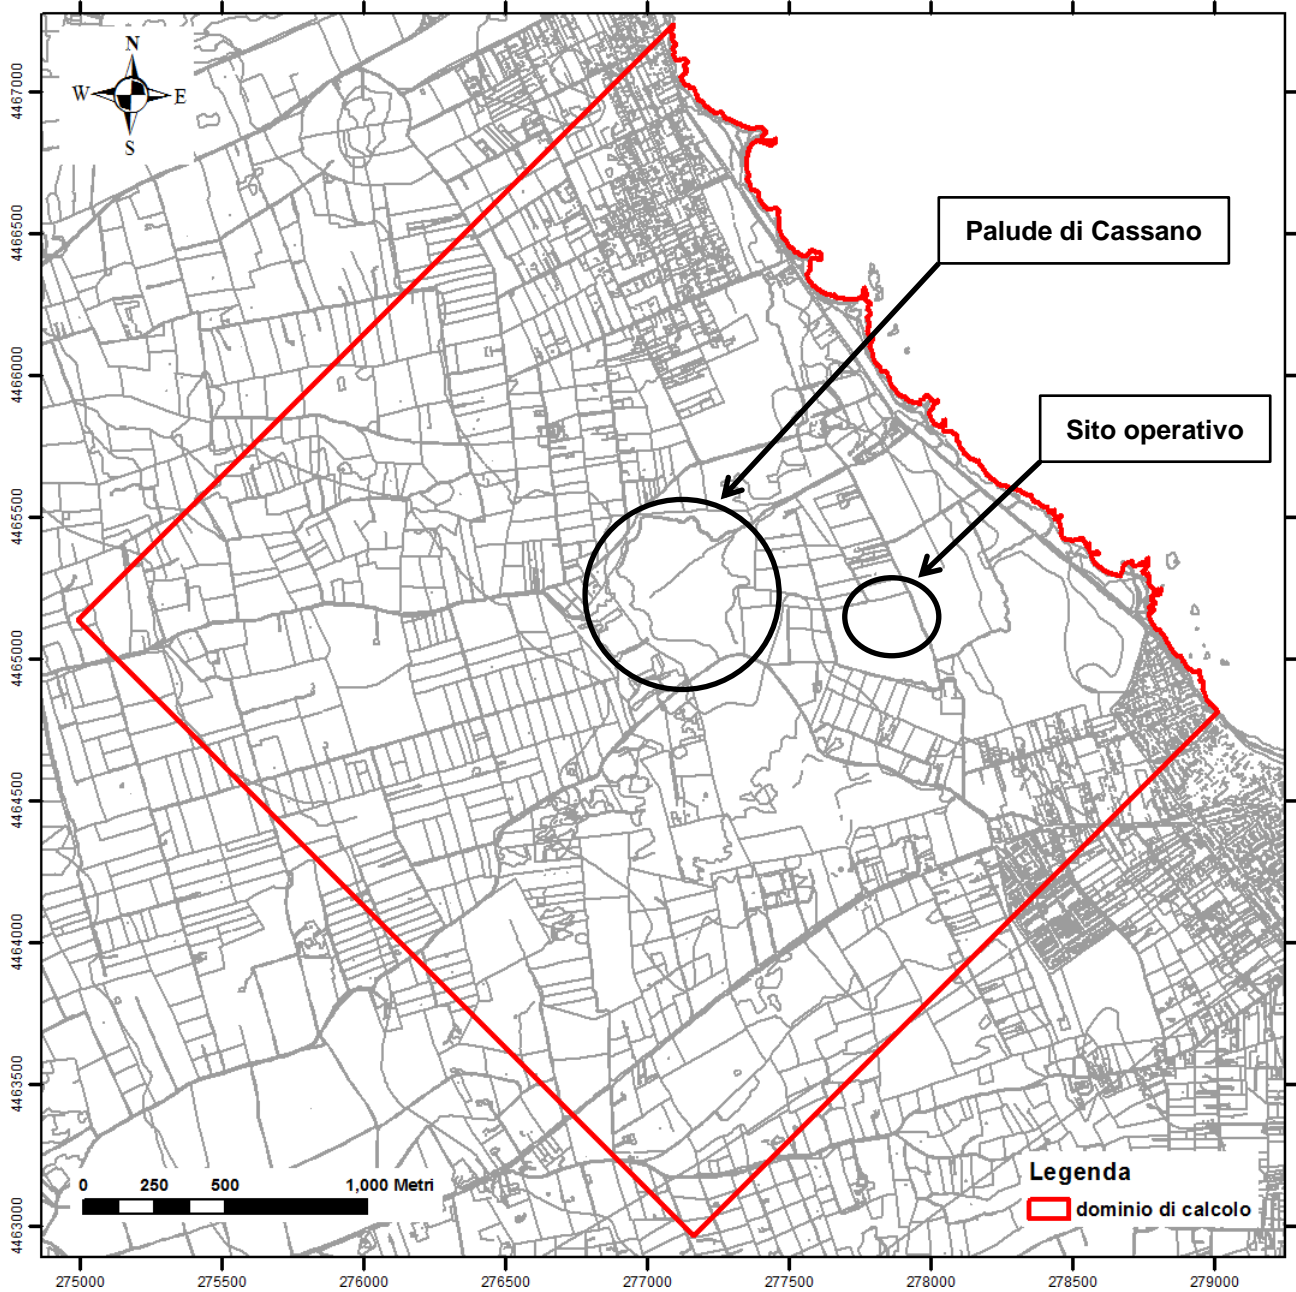 N
W E
S
Palude di Cassano
Sito operativo
4467000
4466500
4466000
4465500
4465000
4464500
4464000
4463500
4463000
0 250 500 1,000 Metri
Legenda
dominio di calcolo
275000 275500 276000 276500 277000 277500 278000 278500 279000